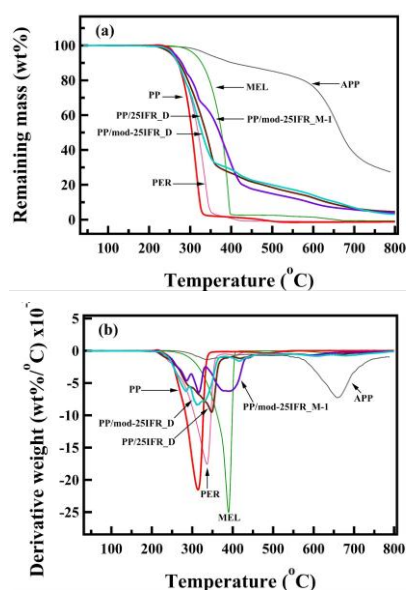 (a)
100
80
60
40
20
0
Remaining mass (wt%)
PP
MEL
APP
PP/25IFR_D
PP/mod-25IFR_M-1
PP/mod-25IFR_D
PER
100 200 300 400 500 600 700 800
Temperature (°C)
(b)
5
0
-5
-10
-15
-20
-25
Derivative weight (wt%/°C) x10
PP
PP/mod-25IFR_M-1
PP/mod-25IFR_D
APP
PP/25IFR_D
PER
MEL
100 200 300 400 500 600 700 800
Temperature (°C)